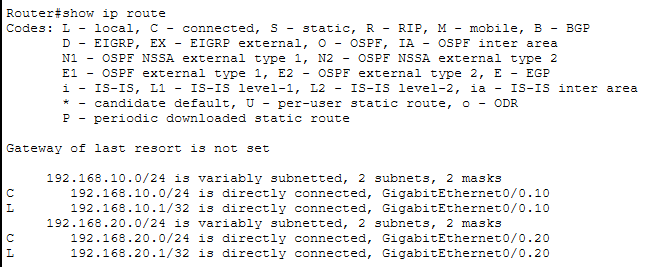 Router#show ip route
Codes: L - local, C - connected, S - static, R - RIP, M - mobile, B - BGP
       D - EIGRP, EX - EIGRP external, O - OSPF, IA - OSPF inter area
       N1 - OSPF NSSA external type 1, N2 - OSPF NSSA external type 2
       E1 - OSPF external type 1, E2 - OSPF external type 2, E - EGP
       i - IS-IS, L1 - IS-IS level-1, L2 - IS-IS level-2, ia - IS-IS inter area
       * - candidate default, U - per-user static route, o - ODR
       P - periodic downloaded static route

Gateway of last resort is not set

     192.168.10.0/24 is variably subnetted, 2 subnets, 2 masks
C       192.168.10.0/24 is directly connected, GigabitEthernet0/0.10
L       192.168.10.1/32 is directly connected, GigabitEthernet0/0.10
     192.168.20.0/24 is variably subnetted, 2 subnets, 2 masks
C       192.168.20.0/24 is directly connected, GigabitEthernet0/0.20
L       192.168.20.1/32 is directly connected, GigabitEthernet0/0.20